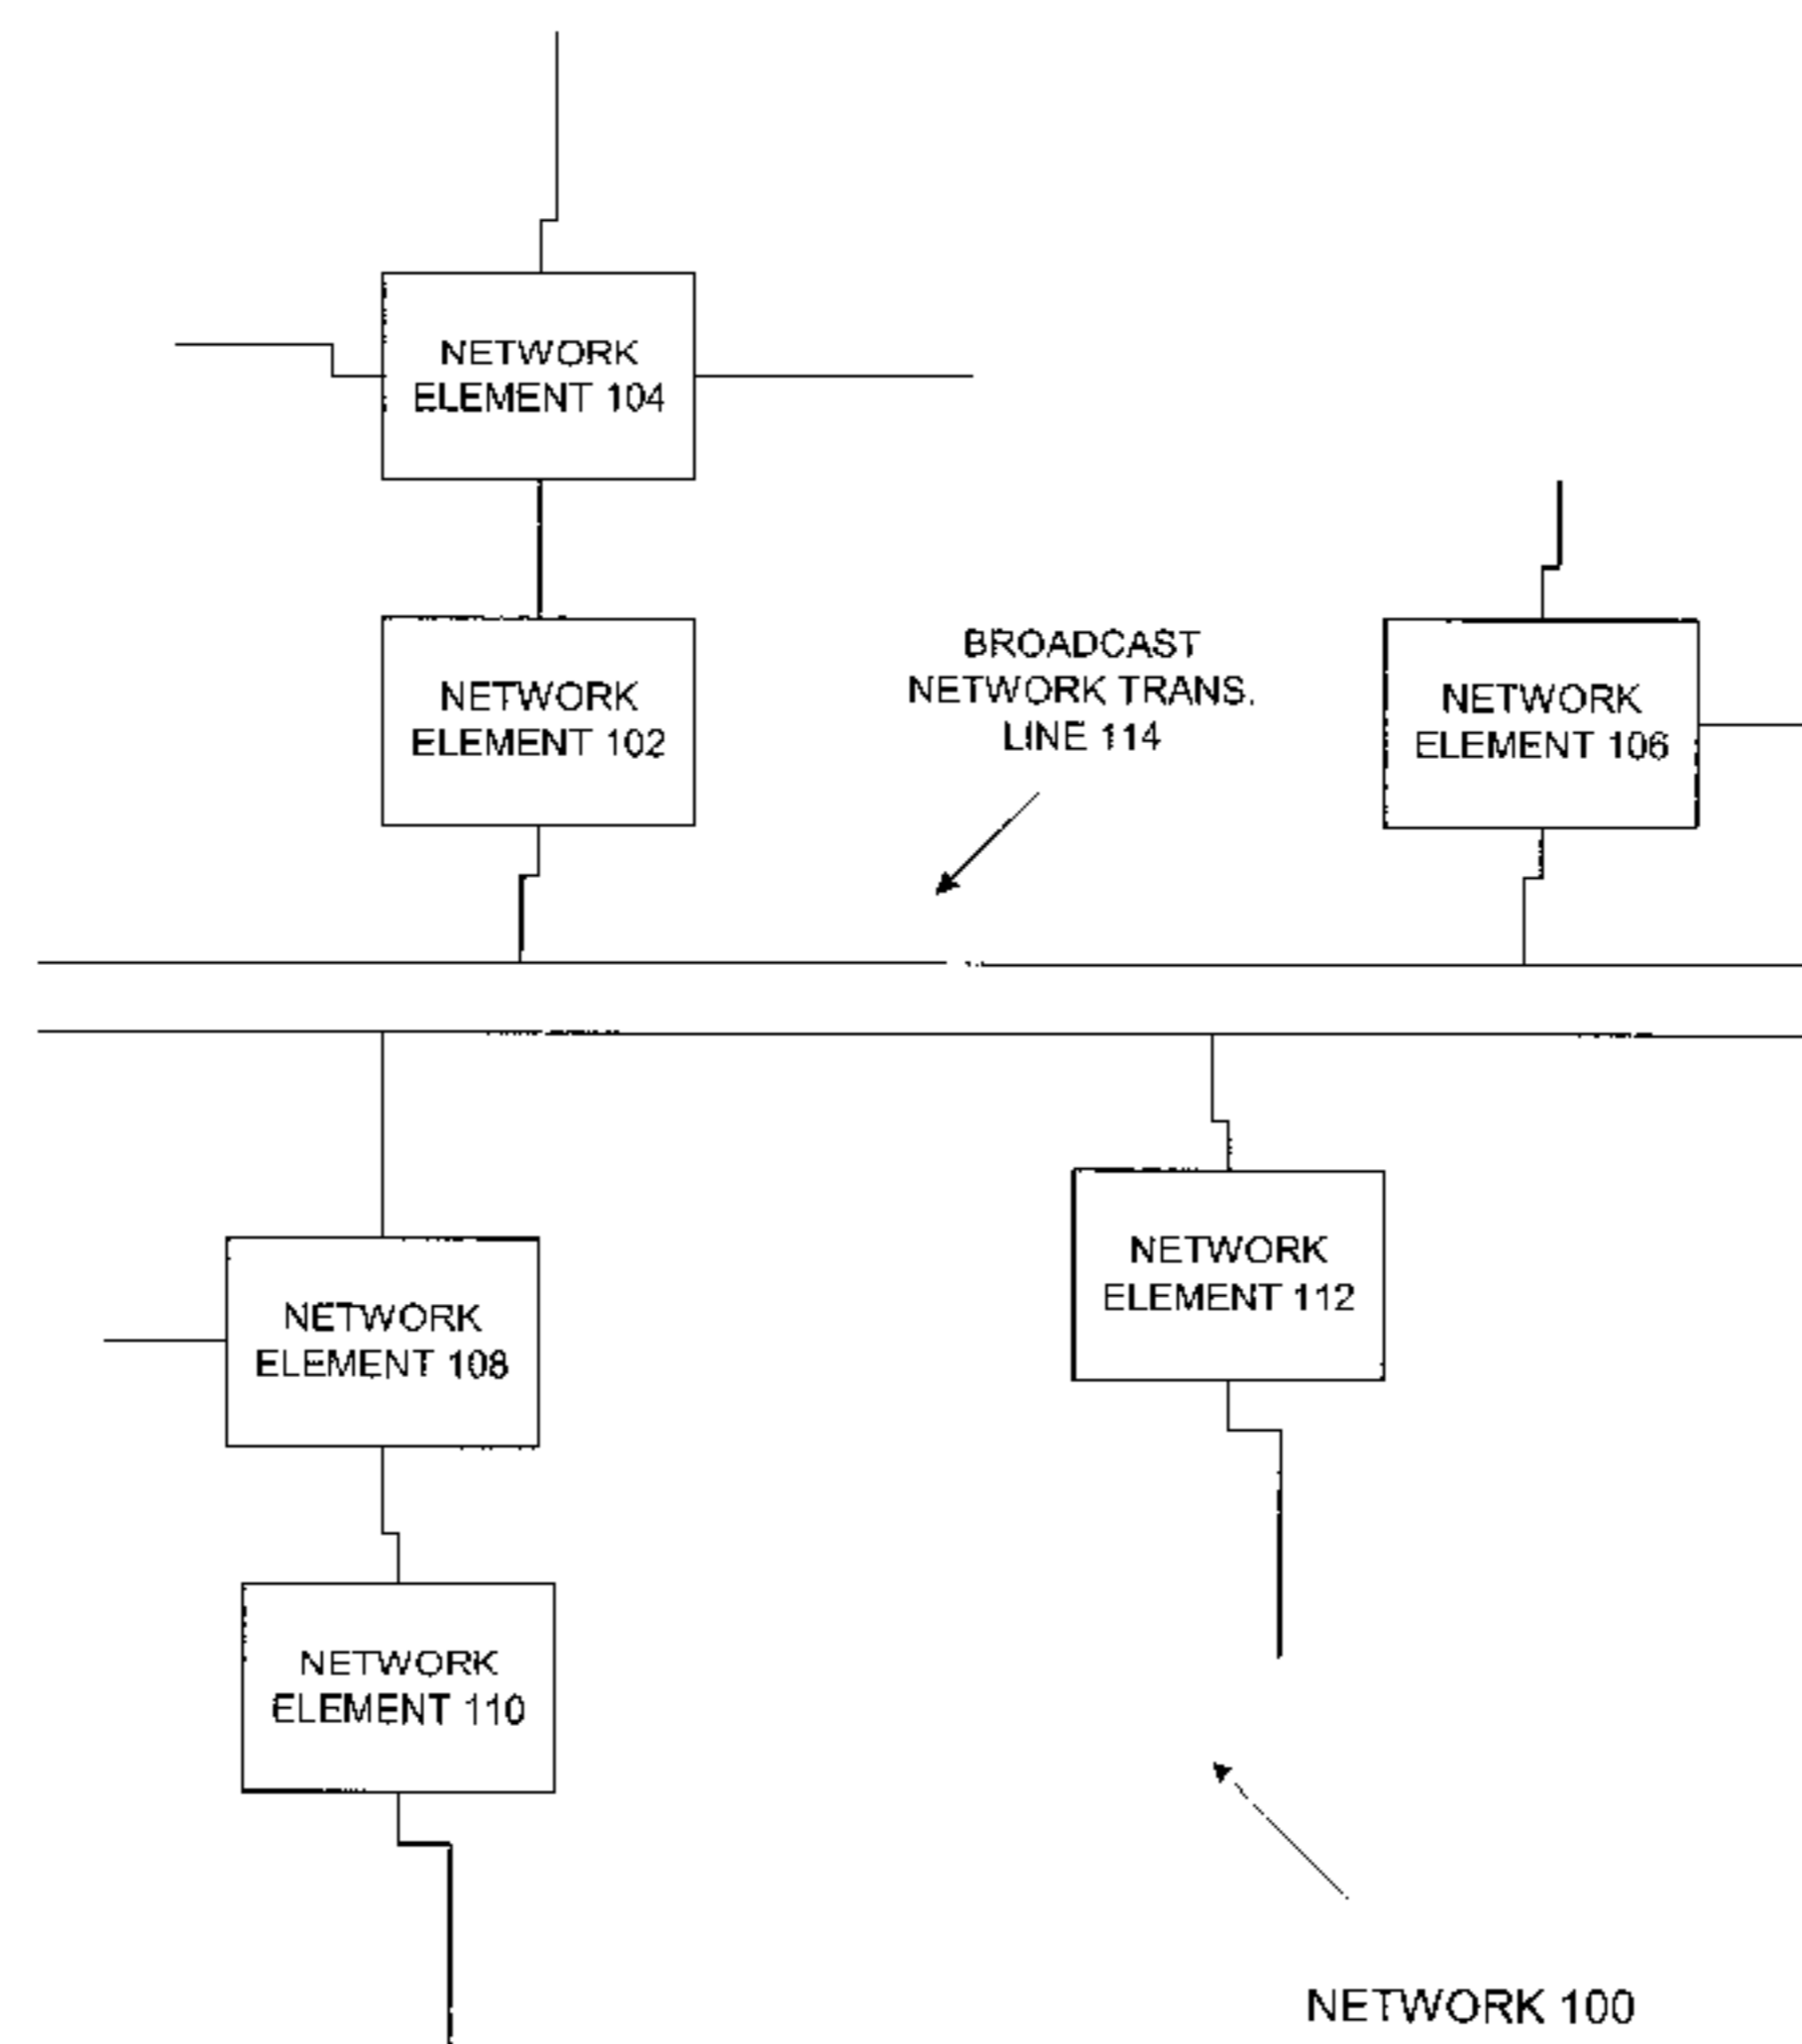 NETWORK
ELEMENT 104
NETWORK
ELEMENT 102
BROADCAST
NETWORK TRANS.
LINE 114
NETWORK
ELEMENT 106
NETWORK
ELEMENT 108
NETWORK
ELEMENT 112
NETWORK
ELEMENT 110
NETWORK 100